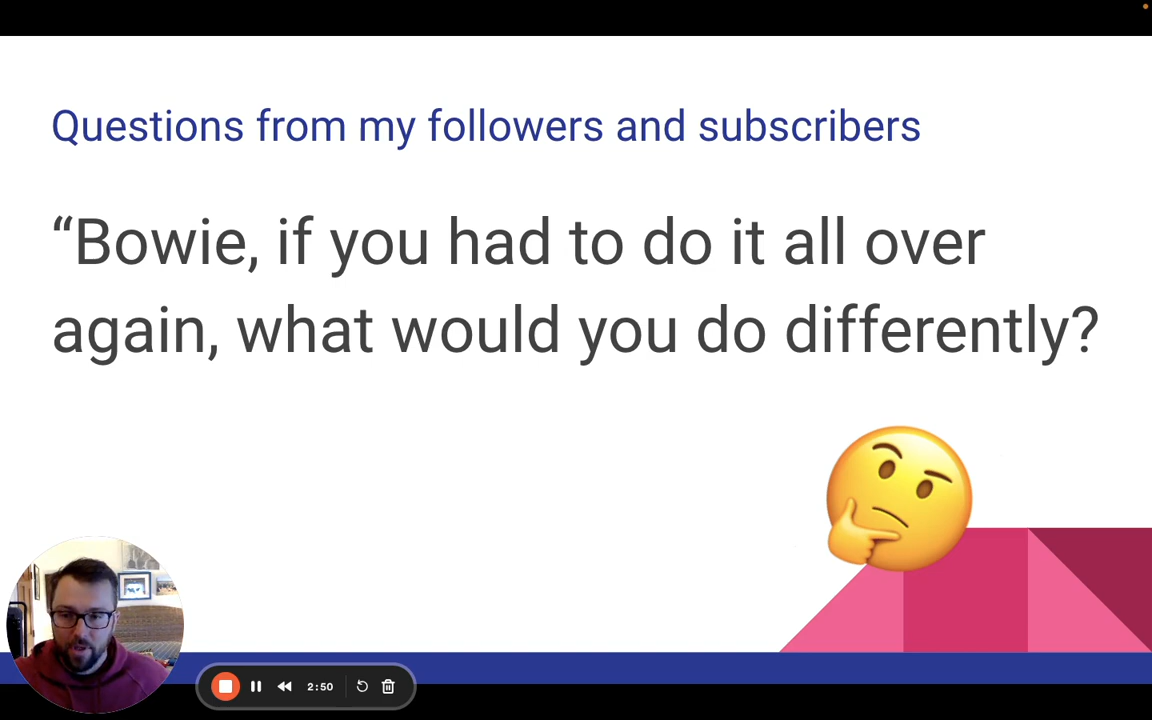 Questions from my followers and subscribers
“Bowie, if you had to do it all over
again, what would you do differently?
2:50